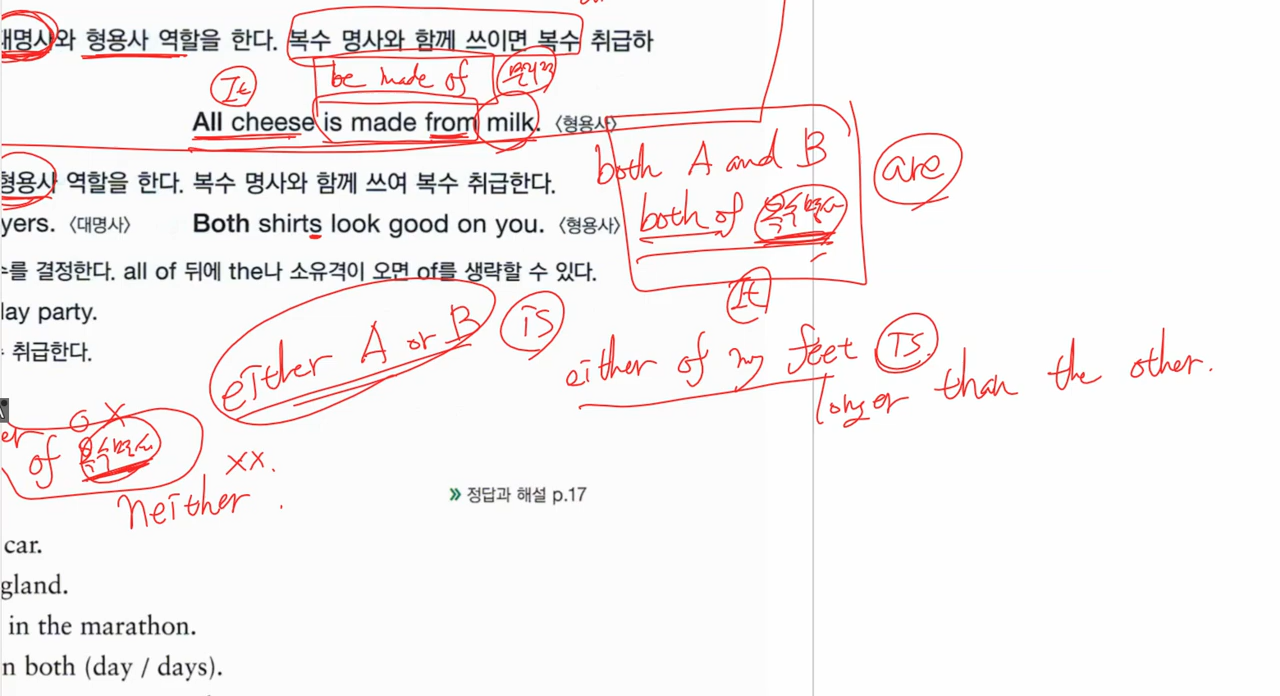 대명사와 형용사 역할을 한다. 복수 명사와 함께 쓰이면 복수 취급하
be made of 물리적
It
All cheese is made from milk. 〈형용사〉
both A and B
are
형용사 역할을 한다. 복수 명사와 함께 쓰여 복수 취급한다.
both of 복수명사
yers. 〈대명사〉 Both shirts look good on you. 〈형용사〉
를 결정한다. all of 뒤에 the나 소유격이 오면 of를 생략할 수 있다.
It
lay party.
either A or B is
취급한다.
either of my feet is
longer than the other.
O X
er
of 복수명사
XX.
neither.
» 정답과 해설 p.17
car.
gland.
in the marathon.
n both (day / days).